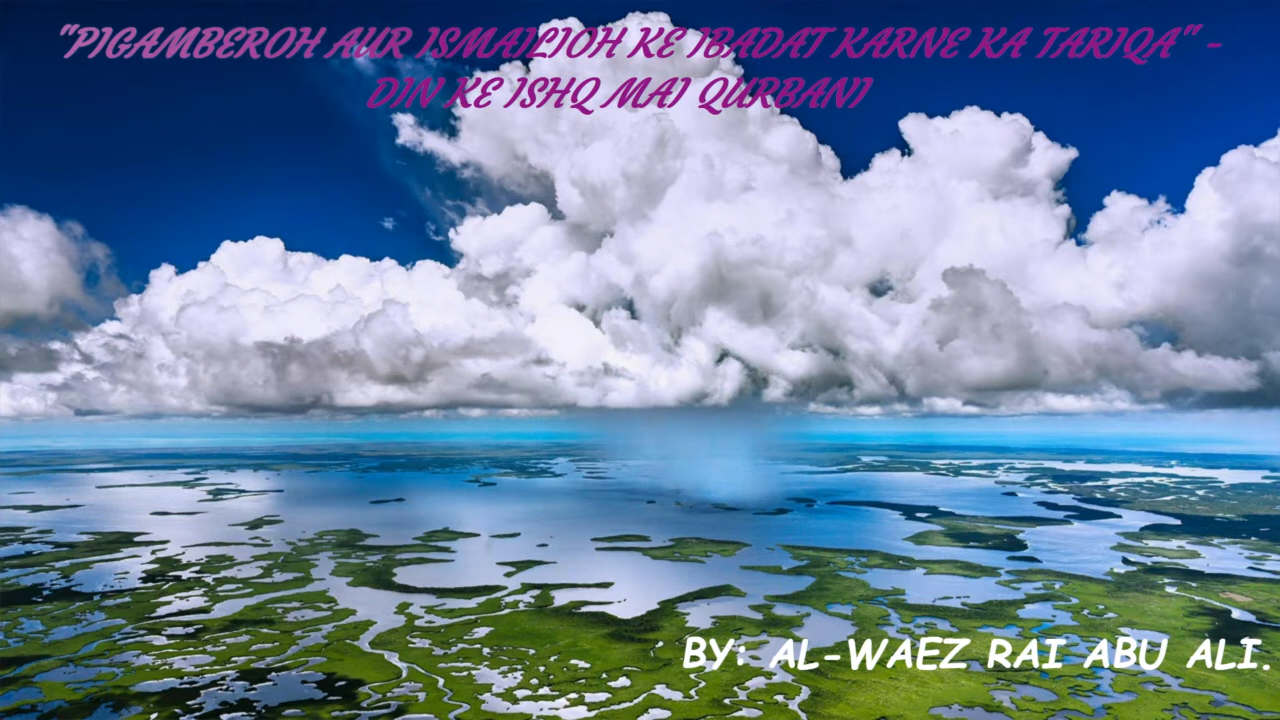 "PIGAMBEROH AUR ISMAILIOH KE IBADAT KARNE KA TARIQA" -
DIN KE ISHQ MAI QURBANI
BY: AL-WAEZ RAI ABU ALI.